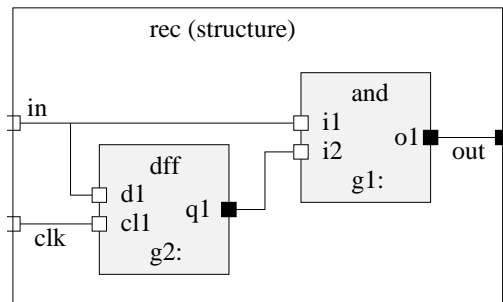 rec (structure)
and
in
i1
o1
i2
out
dff
d1
q1
g1:
cl1
clk
g2: